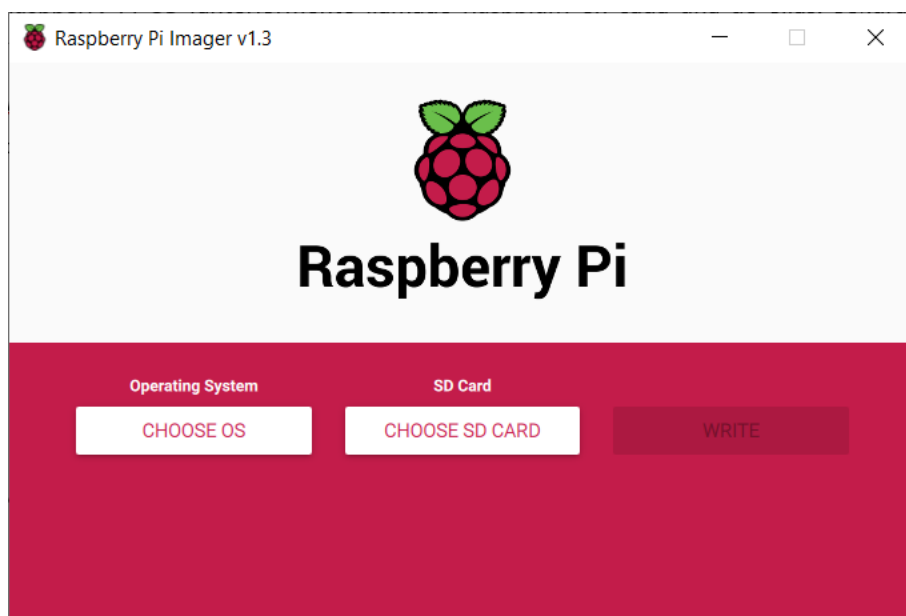 Raspberry Pi Imager v1.3
Raspberry Pi
Operating System
SD Card
CHOOSE OS
CHOOSE SD CARD
WRITE